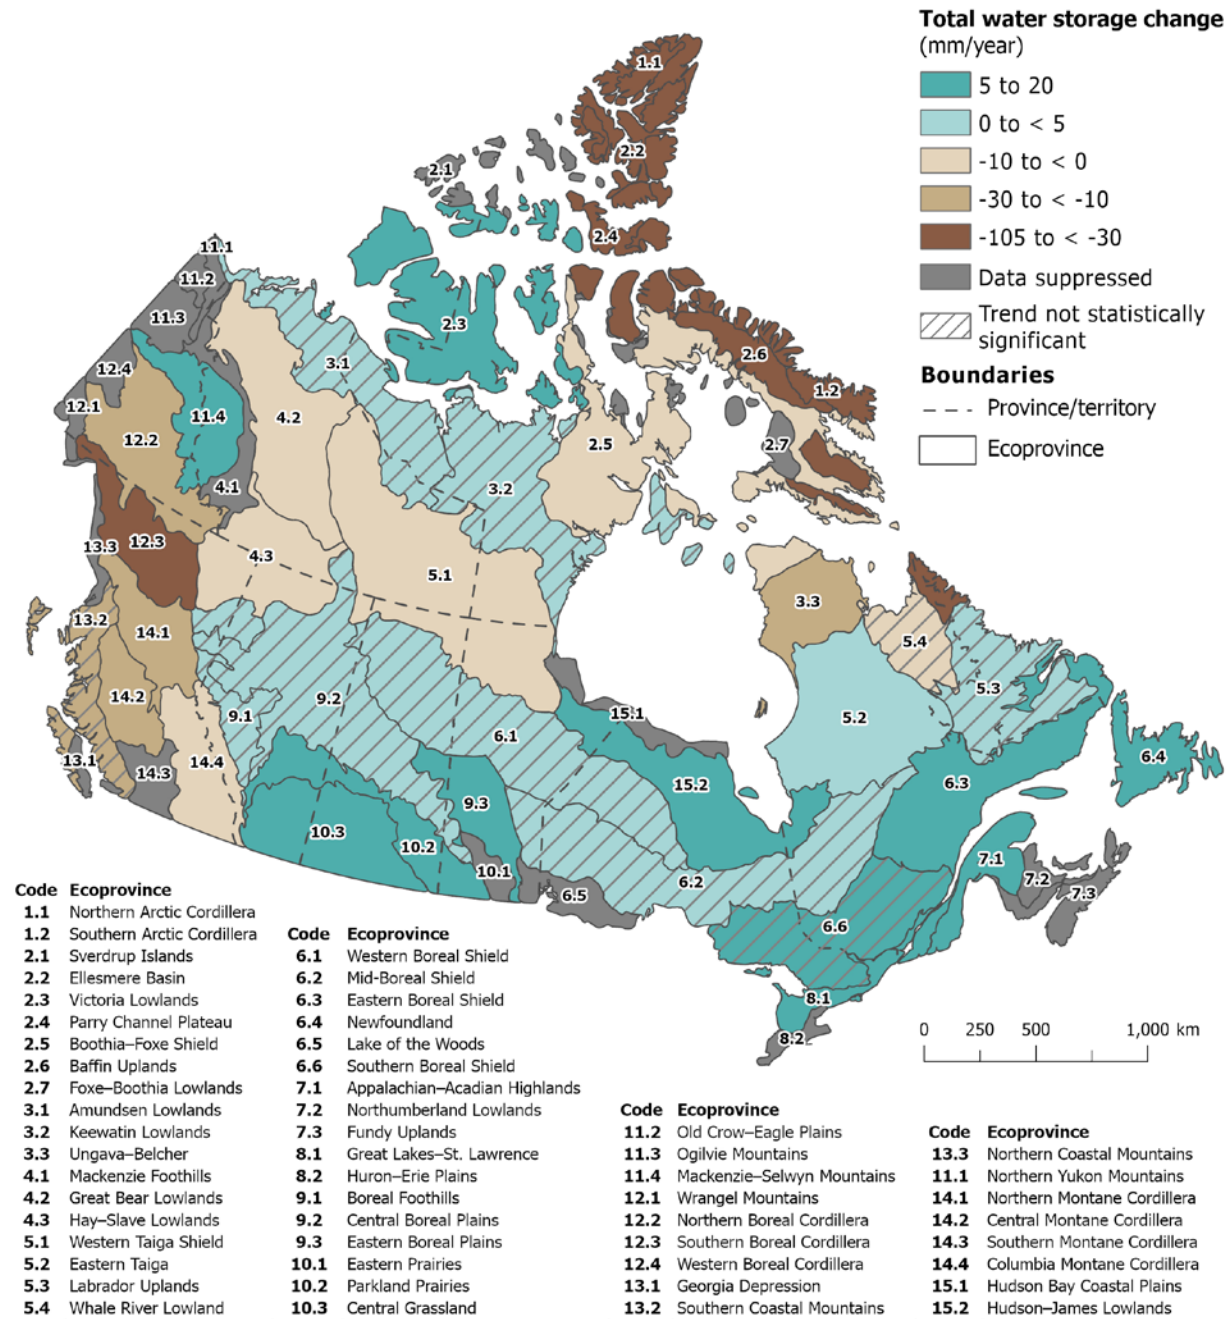 Total water storage change
(mm/year)
5 to 20
0 to < 5
-10 to < 0
-30 to < -10
-105 to < -30
Data suppressed
Trend not statistically
significant
Boundaries
Province/territory
Ecoprovince
1.1
2.2
2.1
2.4
11.1
11.2
11.3
2.3
2.6
3.1
12.4
1.2
12.1
11.4
4.2
12.2
2.5
2.7
4.1
3.2
13.3
12.3
4.3
5.1
3.3
13.2
14.1
5.4
5.3
14.2
9.2
9.1
15.1
5.2
6.1
13.1
14.3
14.4
6.4
15.2
6.3
9.3
10.3
10.2
7.1
10.1
6.2
7.2
6.5
7.3
6.6
8.1
8.2
0 250 500 1,000 km
Code Ecoprovince
1.1 Northern Arctic Cordillera
1.2 Southern Arctic Cordillera
2.1 Sverdrup Islands
2.2 Ellesmere Basin
2.3 Victoria Lowlands
2.4 Parry Channel Plateau
2.5 Boothia–Foxe Shield
2.6 Baffin Uplands
2.7 Foxe–Boothia Lowlands
3.1 Amundsen Lowlands
3.2 Keewatin Lowlands
3.3 Ungava–Belcher
4.1 Mackenzie Foothills
4.2 Great Bear Lowlands
4.3 Hay–Slave Lowlands
5.1 Western Taiga Shield
5.2 Eastern Taiga
5.3 Labrador Uplands
5.4 Whale River Lowland
Code Ecoprovince
6.1 Western Boreal Shield
6.2 Mid-Boreal Shield
6.3 Eastern Boreal Shield
6.4 Newfoundland
6.5 Lake of the Woods
6.6 Southern Boreal Shield
7.1 Appalachian–Acadian Highlands
7.2 Northumberland Lowlands
7.3 Fundy Uplands
8.1 Great Lakes–St. Lawrence
8.2 Huron–Erie Plains
9.1 Boreal Foothills
9.2 Central Boreal Plains
9.3 Eastern Boreal Plains
10.1 Eastern Prairies
10.2 Parkland Prairies
10.3 Central Grassland
Code Ecoprovince
11.2 Old Crow–Eagle Plains
11.3 Ogilvie Mountains
11.4 Mackenzie–Selwyn Mountains
12.1 Wrangel Mountains
12.2 Northern Boreal Cordillera
12.3 Southern Boreal Cordillera
12.4 Western Boreal Cordillera
13.1 Georgia Depression
13.2 Southern Coastal Mountains
Code Ecoprovince
13.3 Northern Coastal Mountains
11.1 Northern Yukon Mountains
14.1 Northern Montane Cordillera
14.2 Central Montane Cordillera
14.3 Southern Montane Cordillera
14.4 Columbia Montane Cordillera
15.1 Hudson Bay Coastal Plains
15.2 Hudson–James Lowlands